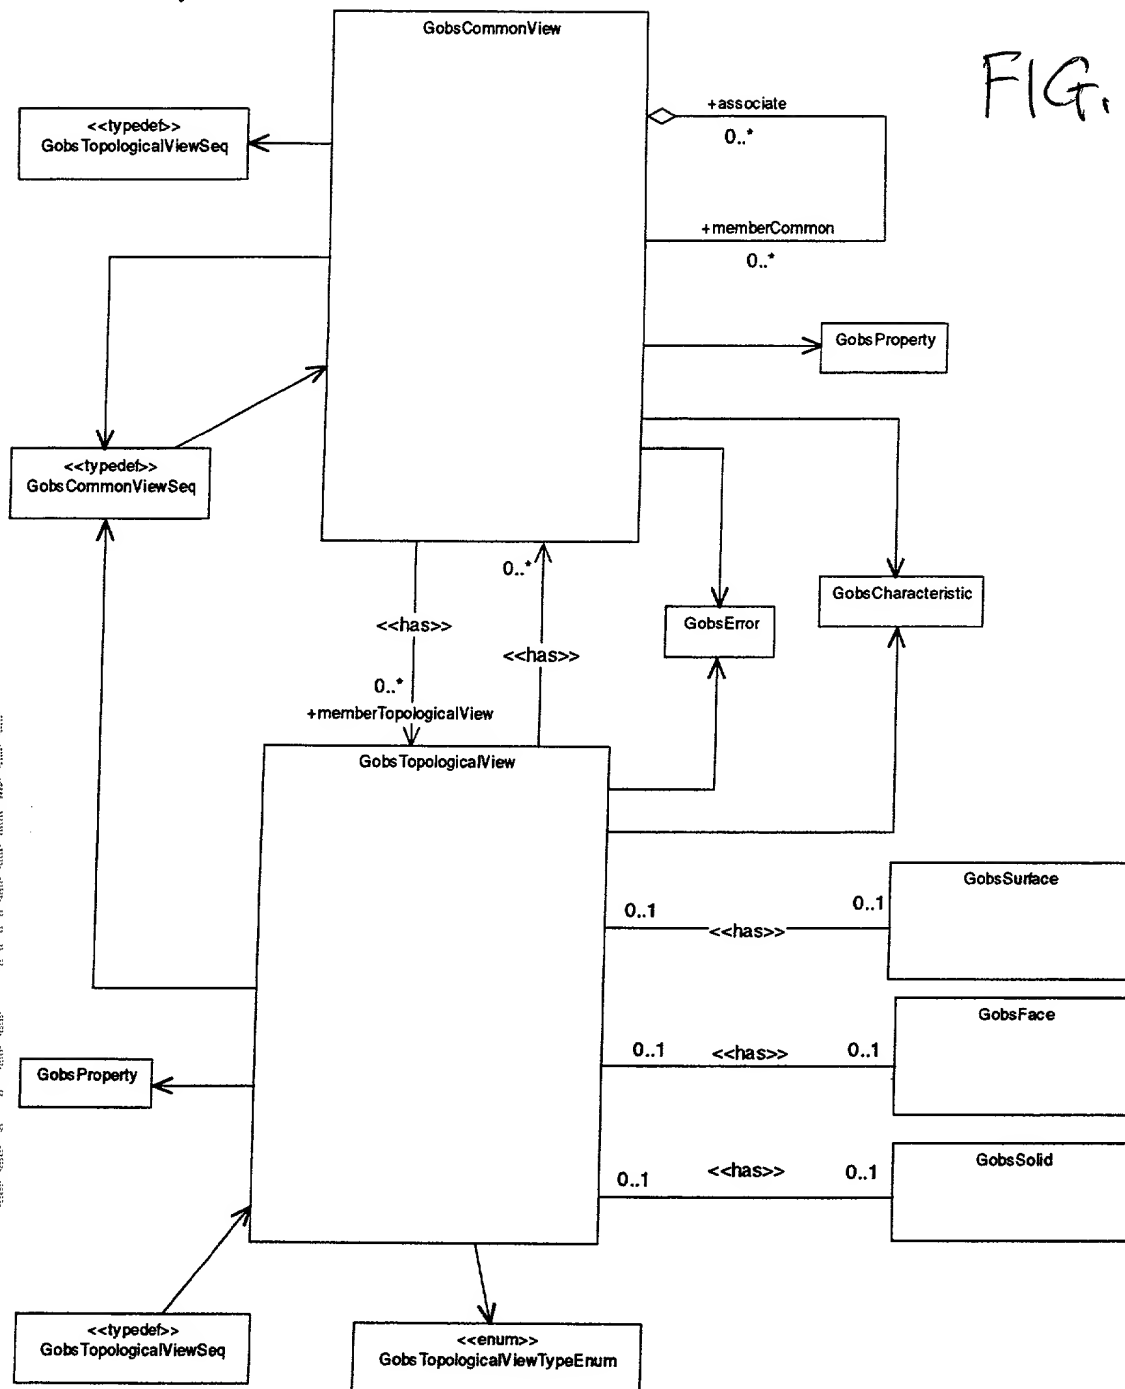 GobsCommonView
FIG.
+associate
0..*
<<typedef>>
GobsTopologicalViewSeq
+memberCommon
0..*
GobsProperty
<<typedef>>
GobsCommonViewSeq
0..*
GobsCharacteristic
<<has>>
GobsError
<<has>>
0..*
+memberTopologicalView
GobsTopologicalView
GobsSurface
0..1
0..1
<<has>>
GobsFace
0..1
<<has>>
0..1
GobsProperty
GobsSolid
0..1
<<has>>
0..1
<<typedef>>
GobsTopologicalViewSeq
<<enum>>
GobsTopologicalViewTypeEnum